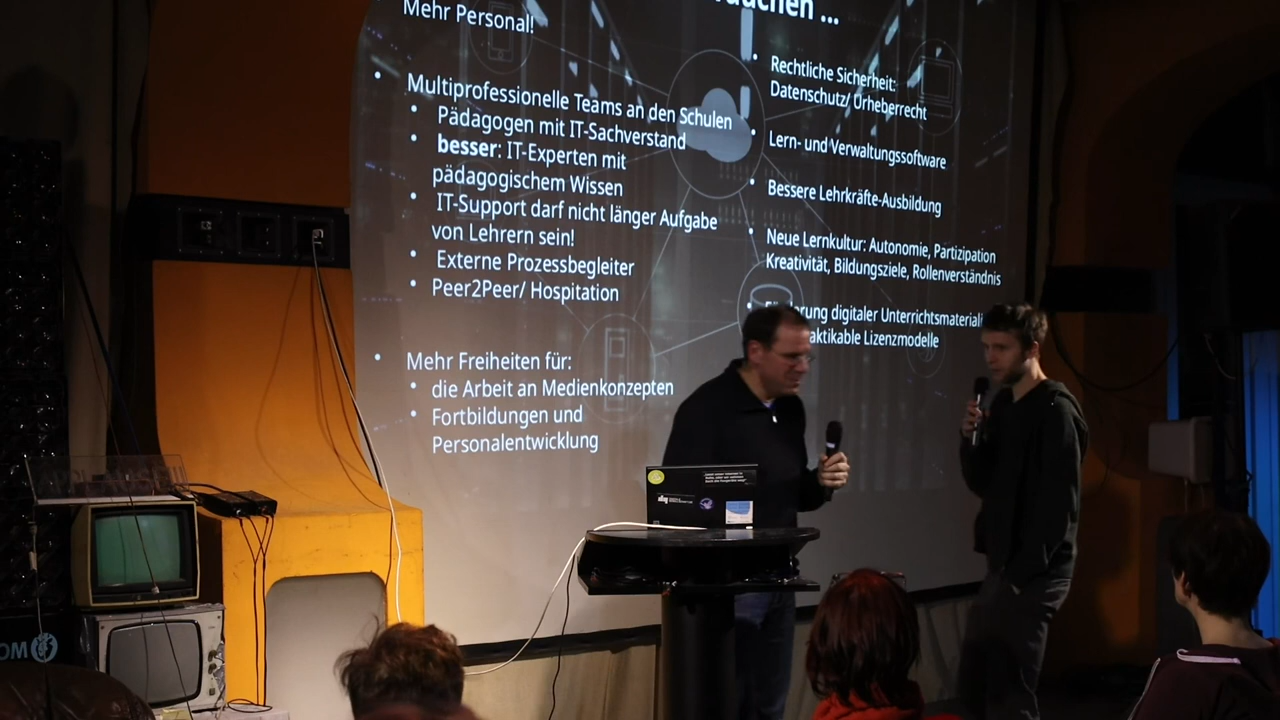 Mehr Personal!
• Multiprofessionelle Teams an den Schulen
• Pädagogen mit IT-Sachverstand
• besser: IT-Experten mit
pädagogischem Wissen
• IT-Support darf nicht länger Aufgabe
von Lehrern sein!
• Externe Prozessbegleiter
• Peer2Peer/ Hospitation
• Mehr Freiheiten für:
• die Arbeit an Medienkonzepten
• Fortbildungen und
Personalentwicklung
• Rechtliche Sicherheit:
Datenschutz/ Urheberrecht
• Lern- und Verwaltungssoftware
• Bessere Lehrkräfte-Ausbildung
• Neue Lernkultur: Autonomie, Partizipation
Kreativität, Bildungsziele, Rollenverständnis
digitaler
Lizenzmodelle